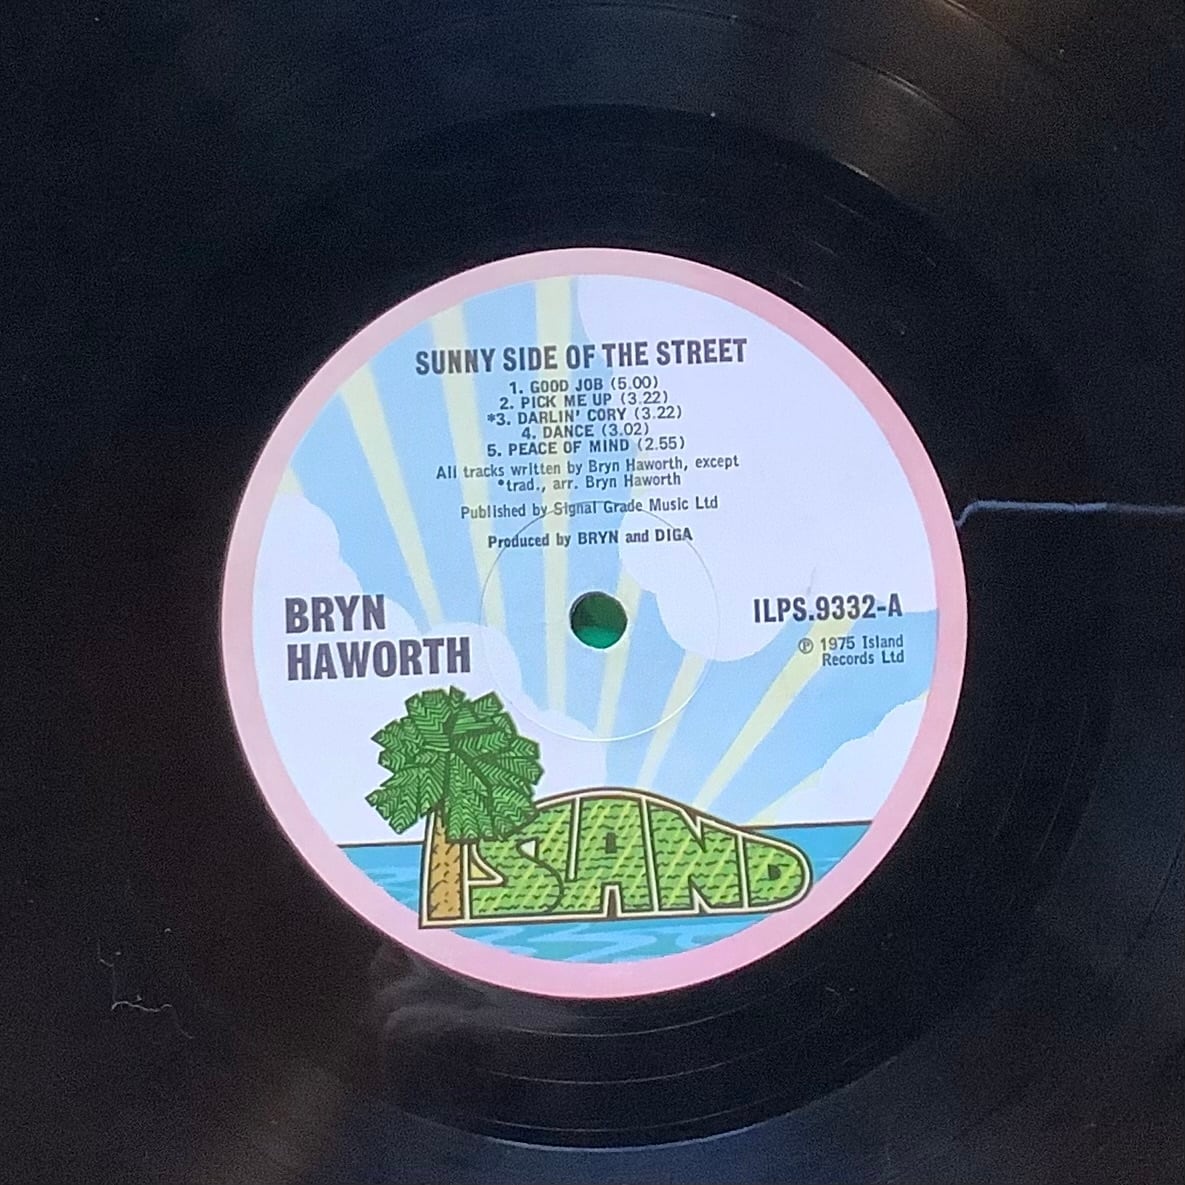 SUNNY SIDE OF THE STREET
1. GOOD JOB (5.00)
2. PICK ME UP (3.22)
*3. DARLIN' CORY (3.22)
4. DANCE (3.02)
5. PEACE OF MIND (2.55)
All tracks written by Bryn Haworth, except
*trad., arr. Bryn Haworth
Published by Signal Grade Music Ltd
Produced by BRYN and DIGA
BRYN
HAWORTH
ILPS.9332-A
℗ 1975 Island
Records Ltd
ISLAND